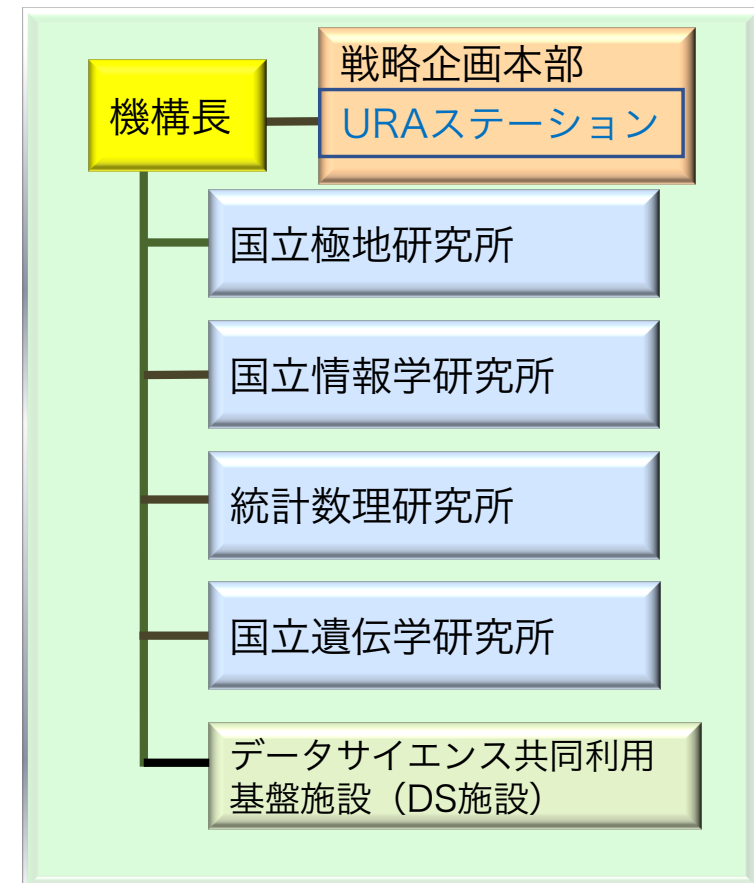 機構長
戦略企画本部
URAステーション
国立極地研究所
国立情報学研究所
統計数理研究所
国立遺伝学研究所
データサイエンス共同利用
基盤施設（DS施設）